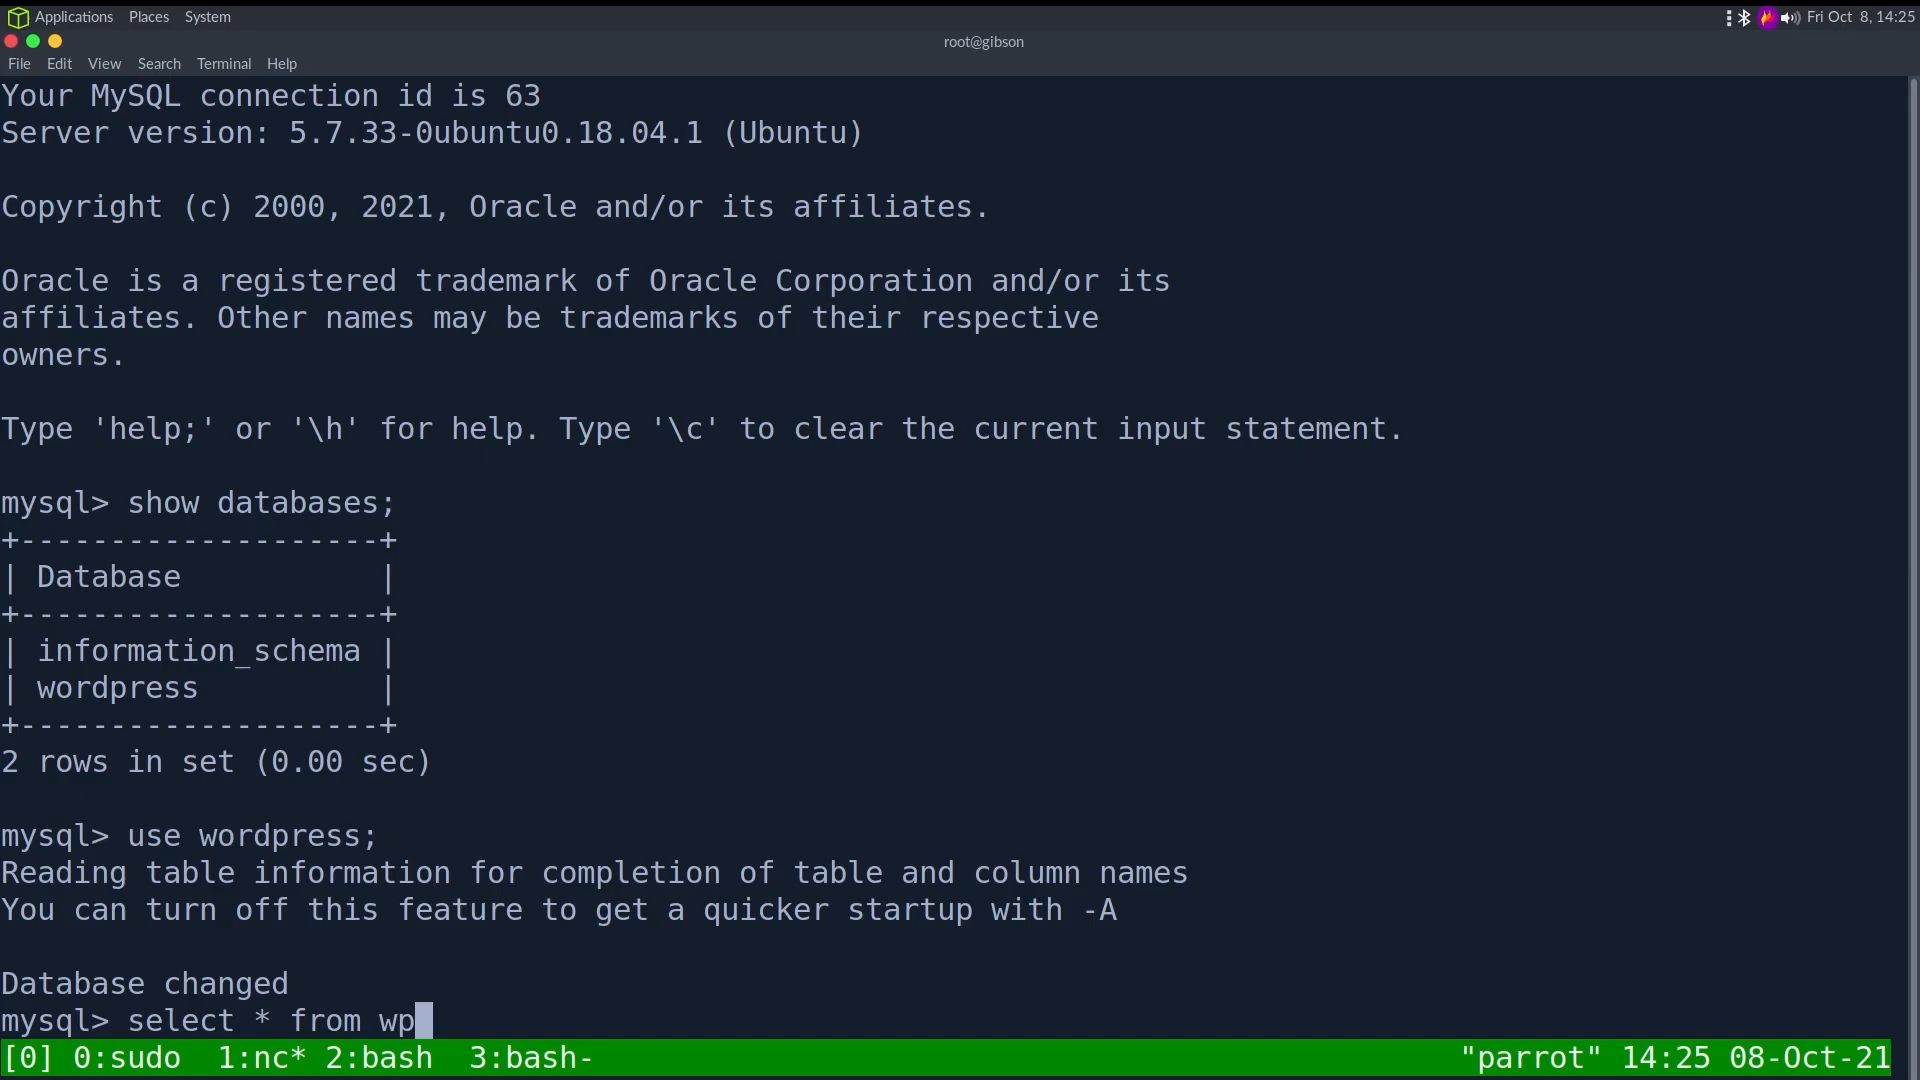 Applications Places System Fri Oct 8, 14:25
root@gibson
File Edit View Search Terminal Help
Your MySQL connection id is 63
Server version: 5.7.33-0ubuntu0.18.04.1 (Ubuntu)
Copyright (c) 2000, 2021, Oracle and/or its affiliates.
Oracle is a registered trademark of Oracle Corporation and/or its
affiliates. Other names may be trademarks of their respective
owners.
Type 'help;' or '\h' for help. Type '\c' to clear the current input statement.
mysql> show databases;
+--------------------+
| Database           |
+--------------------+
| information_schema |
| wordpress          |
+--------------------+
2 rows in set (0.00 sec)
mysql> use wordpress;
Reading table information for completion of table and column names
You can turn off this feature to get a quicker startup with -A
Database changed
mysql> select * from wp
[0] 0:sudo  1:nc* 2:bash  3:bash- "parrot" 14:25 08-Oct-21